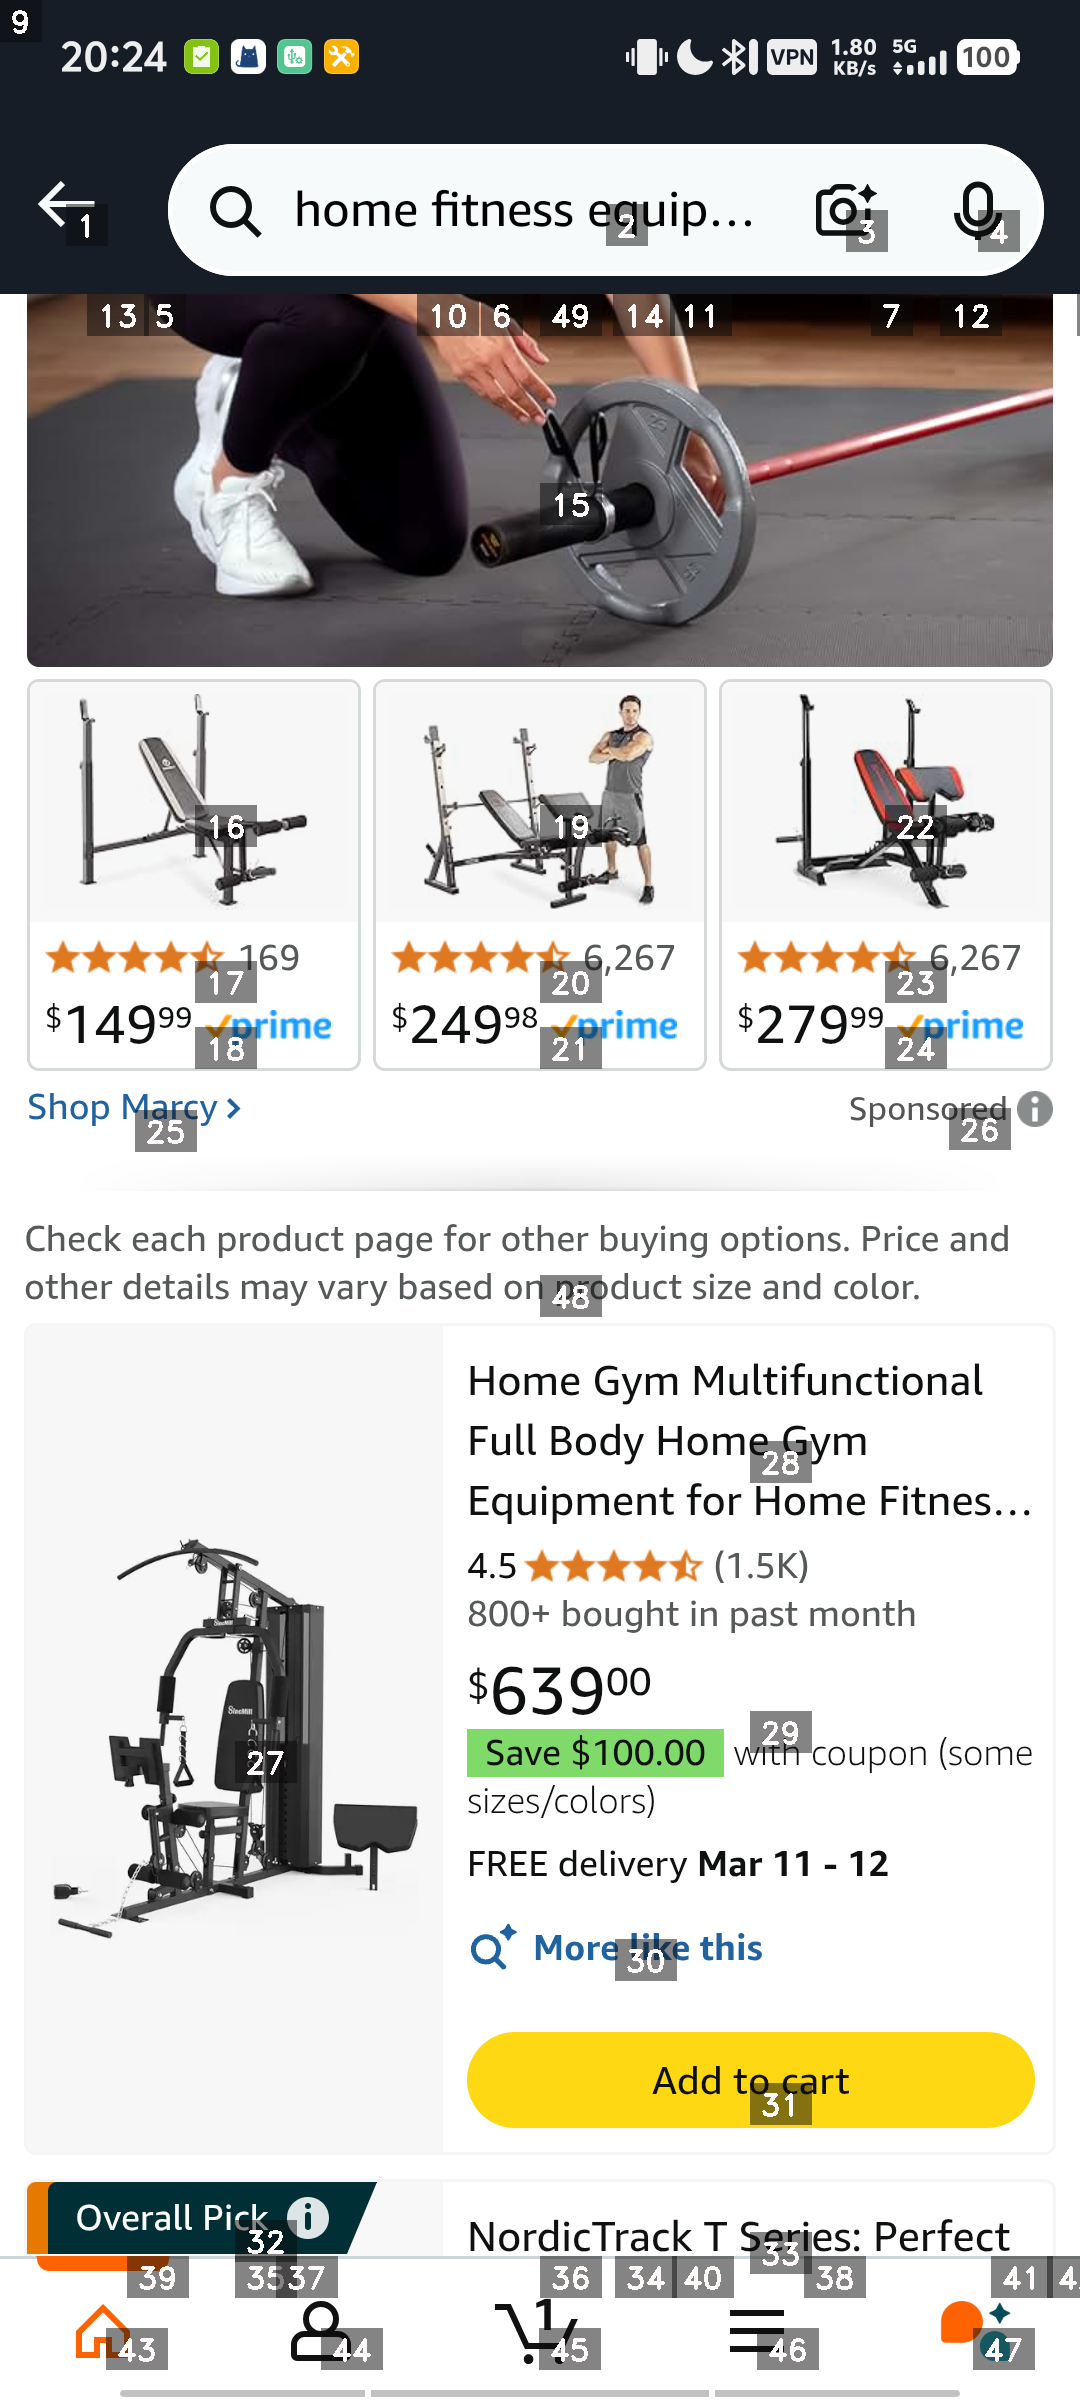 9
20:24
VPN
1.80 KB/s
5G
100
1
home fitness equip...
2
3
4
13 5 10 6 49 14 11 7 12
25
15
16
19
22
169
6,267
6,267
17
20
23
$149.99 prime
$249.98 prime
$279.99 prime
18
21
24
Shop Marcy
Sponsored
25
26
Check each product page for other buying options. Price and
other details may vary based on product size and color.
48
Home Gym Multifunctional
Full Body Home Gym
28
Equipment for Home Fitnes...
4.5 (1.5K)
800+ bought in past month
$639.00
29
Save $100.00 with coupon (some
sizes/colors)
27
FREE delivery Mar 11 - 12
More like this
30
Add to cart
31
Overall Pick
32
NordicTrack T Series: Perfect
33
39 35 37 36 34 40 38 41
1
43 44 45 46 47